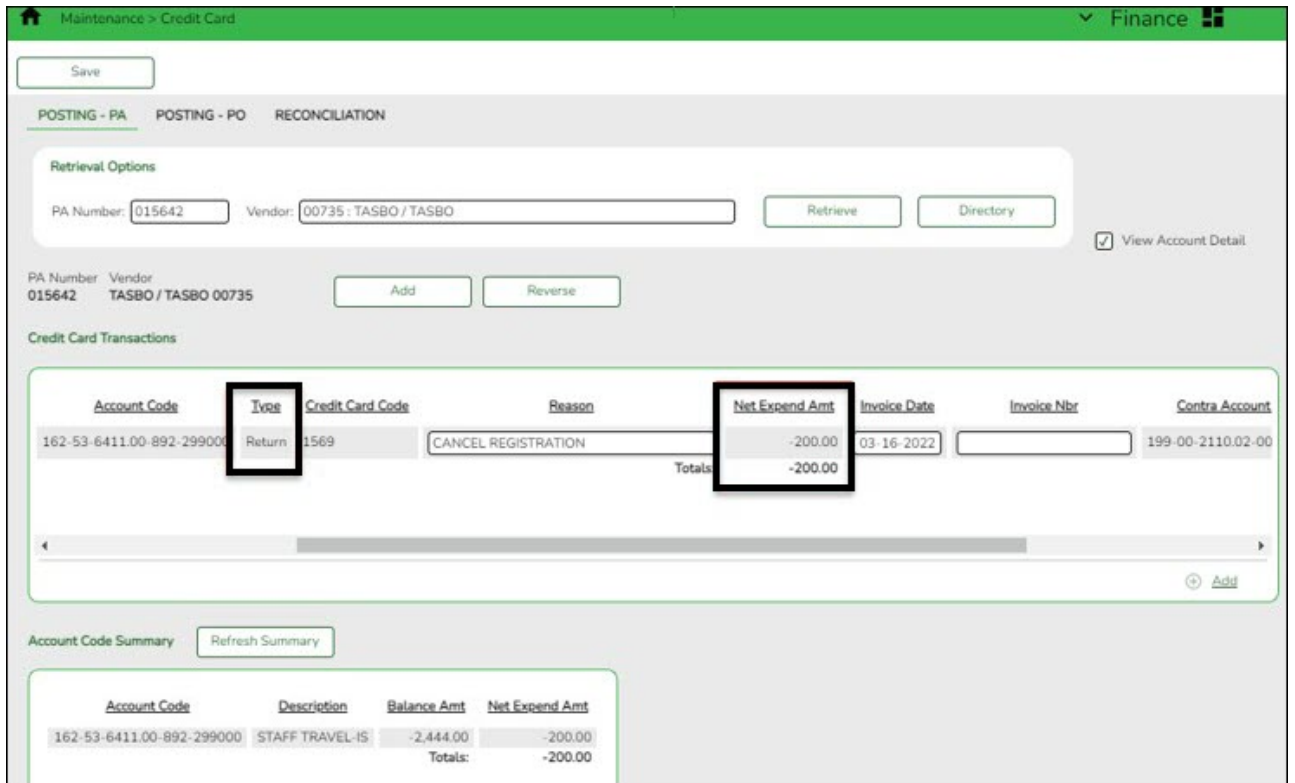 Maintenance > Credit Card
Finance
Save
POSTING - PA POSTING - PO RECONCILIATION
Retrieval Options
PA Number: 015642 Vendor: 00735 : TASBO / TASBO Retrieve Directory
View Account Detail
PA Number Vendor
015642 TASBO / TASBO 00735
Add Reverse
Credit Card Transactions
Account Code Type Credit Card Code Reason Net Expend Amt Invoice Date Invoice Nbr Contra Account
162-53-6411.00-892-299000 Return 1569 CANCEL REGISTRATION -200.00 03-16-2022 199-00-2110.02-00
Totals: -200.00
Add
Account Code Summary Refresh Summary
Account Code Description Balance Amt Net Expend Amt
162-53-6411.00-892-299000 STAFF TRAVEL-IS -2,444.00 -200.00
Totals: -200.00